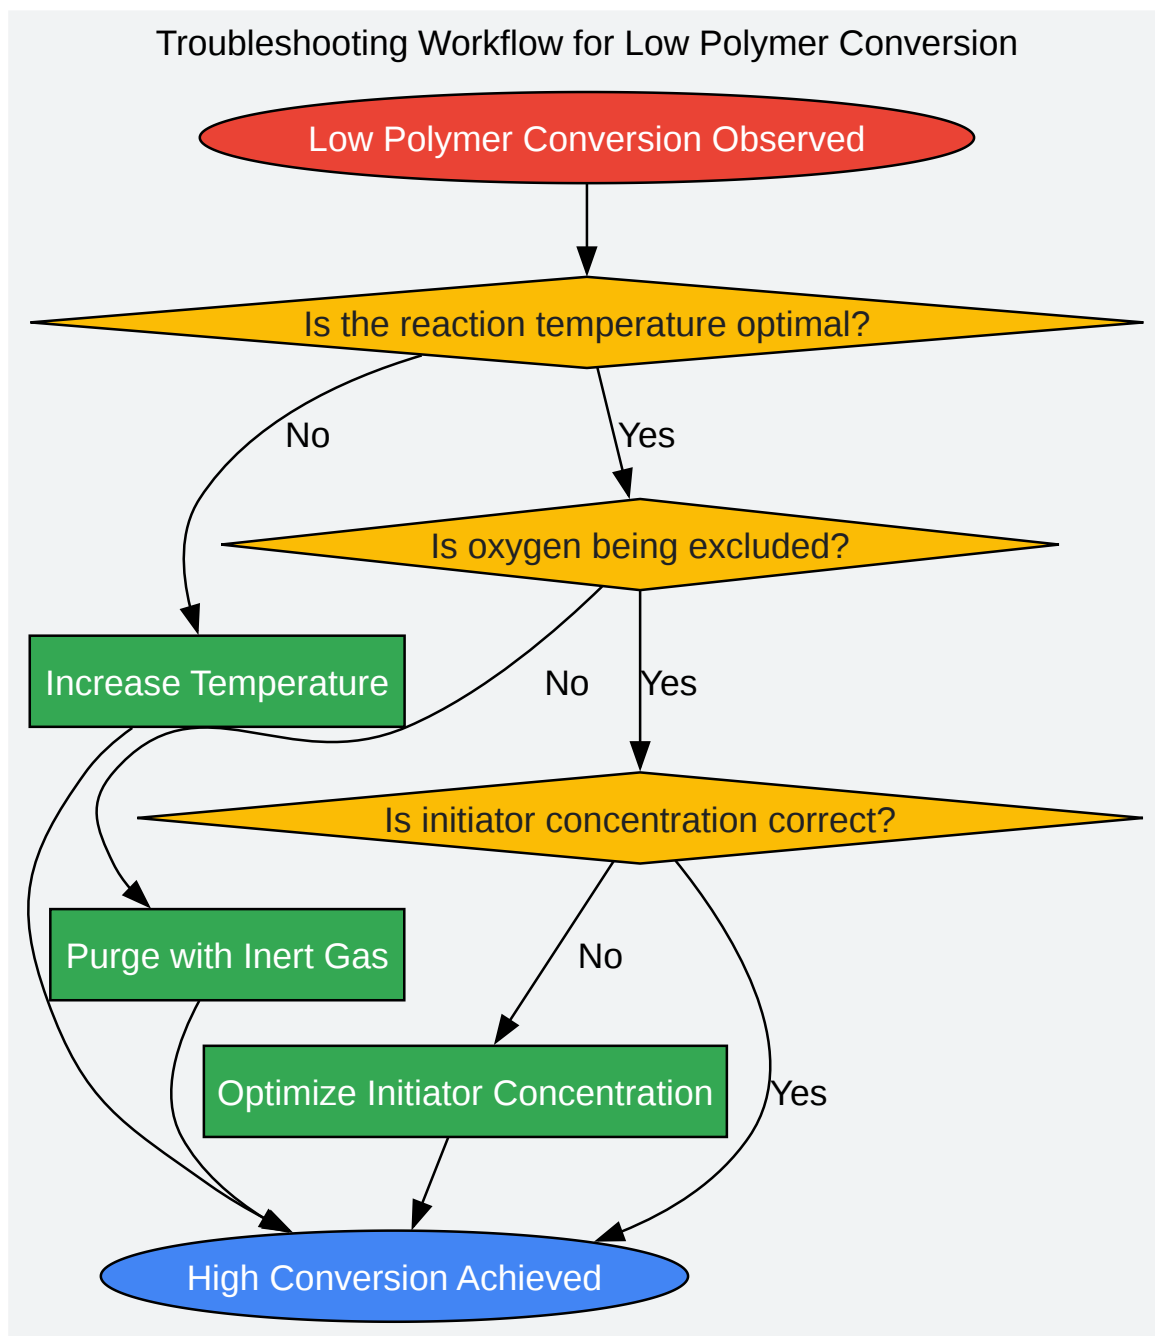 Troubleshooting Workflow for Low Polymer Conversion
Low Polymer Conversion Observed
Is the reaction temperature optimal?
No
Yes
Is oxygen being excluded?
Increase Temperature
No
Yes
Is initiator concentration correct?
Purge with Inert Gas
No
Optimize Initiator Concentration
Yes
High Conversion Achieved